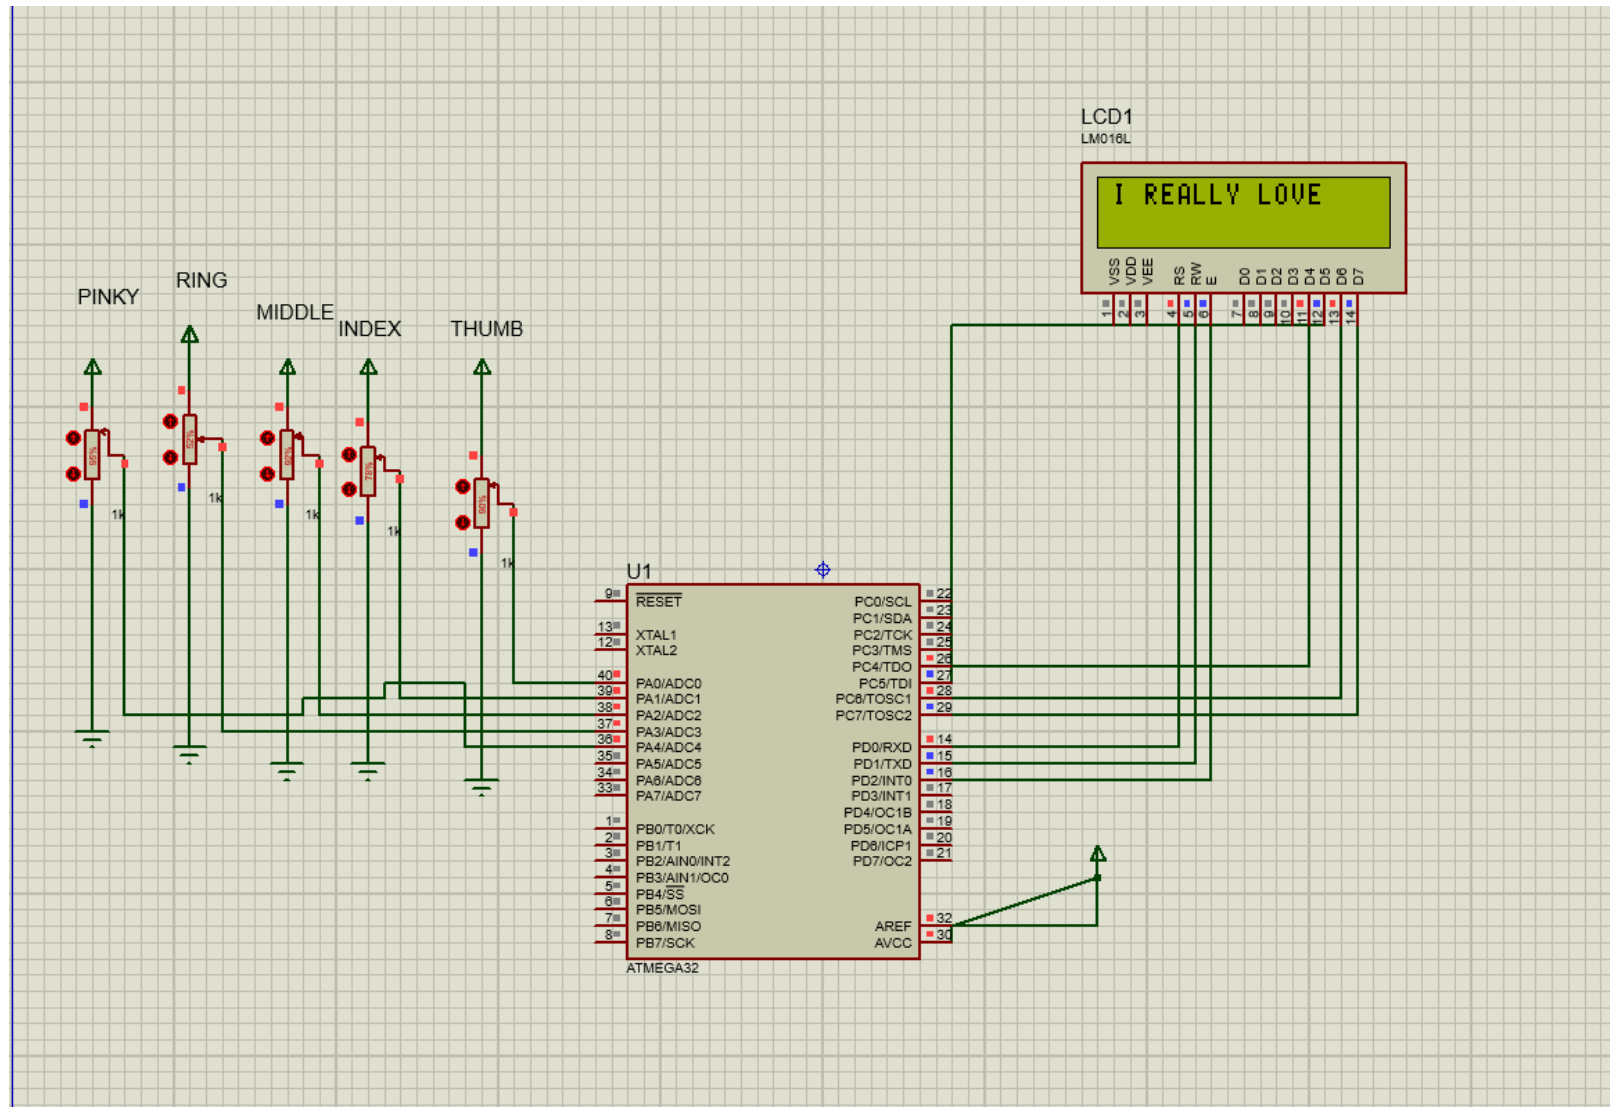 LCD1
LM016L
I REALLY LOVE
VSS VDD VEE RS RW E D0 D1 D2 D3 D4 D5 D6 D7
1 2 3 4 5 6 7 8 9 10 11 12 13 14
PINKY
RING
MIDDLE
INDEX
THUMB
95%
52%
92%
78%
90%
1k
1k
1k
1k
1k
U1
9 RESET
13 XTAL1
12 XTAL2
40 PA0/ADC0
39 PA1/ADC1
38 PA2/ADC2
37 PA3/ADC3
36 PA4/ADC4
35 PA5/ADC5
34 PA6/ADC6
33 PA7/ADC7
1 PB0/T0/XCK
2 PB1/T1
3 PB2/AIN0/INT2
4 PB3/AIN1/OC0
5 PB4/SS
6 PB5/MOSI
7 PB6/MISO
8 PB7/SCK
PC0/SCL 22
PC1/SDA 23
PC2/TCK 24
PC3/TMS 25
PC4/TDO 26
PC5/TDI 27
PC6/TOSC1 28
PC7/TOSC2 29
PD0/RXD 14
PD1/TXD 15
PD2/INT0 16
PD3/INT1 17
PD4/OC1B 18
PD5/OC1A 19
PD6/ICP1 20
PD7/OC2 21
AREF 32
AVCC 30
ATMEGA32